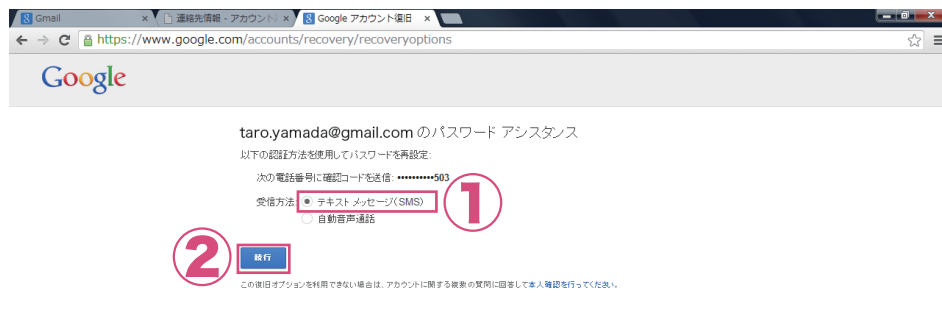 Gmail
連絡先情報 - アカウント
Google アカウント復旧
https://www.google.com/accounts/recovery/recoveryoptions
Google
taro.yamada@gmail.com のパスワード アシスタンス
以下の認証方法を使用してパスワードを再設定:
次の電話番号に確認コードを送信: ••••••••••503
受信方法: テキスト メッセージ(SMS)
自動音声通話
1
2
続行
この復旧オプションを利用できない場合は、アカウントに関する複数の質問に回答して本人確認を行ってください。